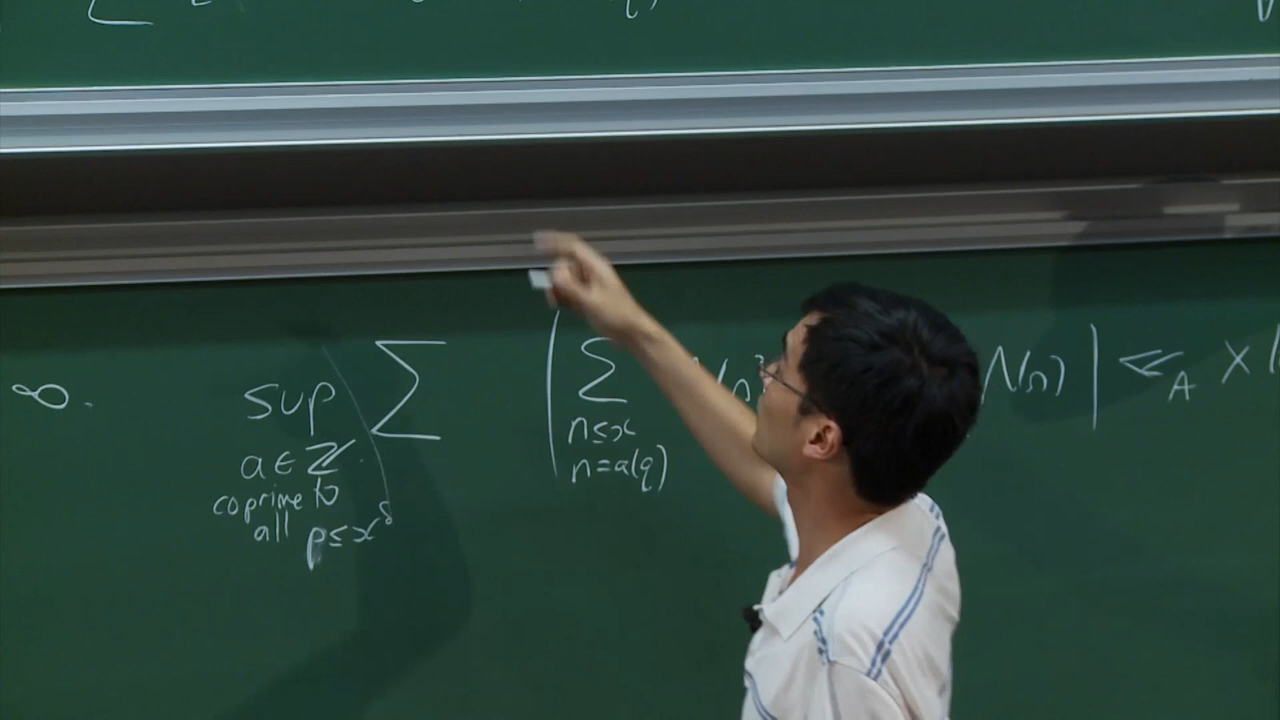 ∞. sup Σ | Σ Λ(n) Λ(n) | ≪_A x
a ∈ ℤ n≤x
coprime to n=a(q)
all p≤x^δ